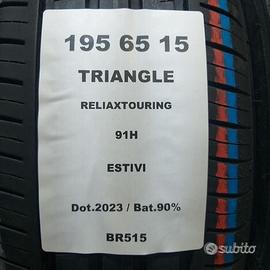 195 65 15
TRIANGLE
RELIAXTOURING
91H
ESTIVI
Dot.2023 / Bat.90%
BR515
subito